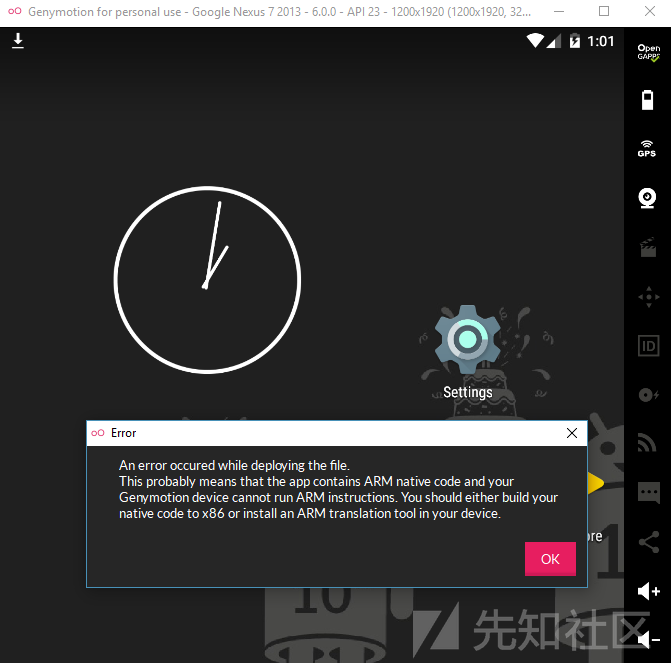 Genymotion for personal use - Google Nexus 7 2013 - 6.0.0 - API 23 - 1200x1920 (1200x1920, 32...
1:01
Open
GAPPS
GPS
ID
Settings
Error
An error occured while deploying the file.
This probably means that the app contains ARM native code and your
Genymotion device cannot run ARM instructions. You should either build your
native code to x86 or install an ARM translation tool in your device.
ore
OK
10
1
先知社区